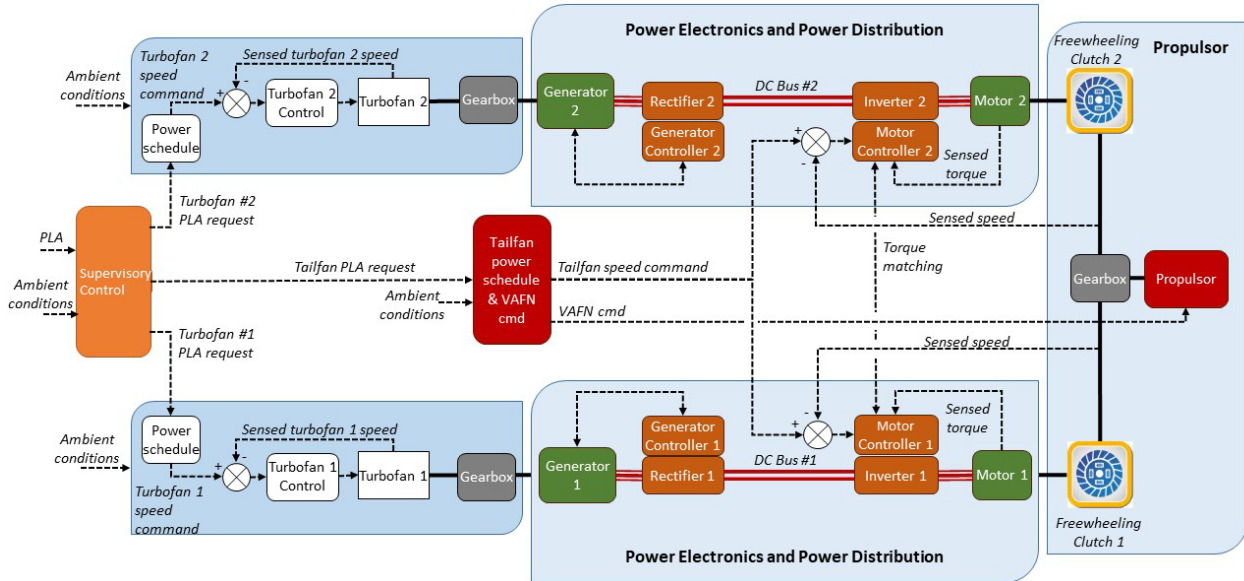 Power Electronics and Power Distribution
Freewheeling
Clutch 2
Propulsor
Ambient
conditions
Turbofan 2
speed
command
Sensed turbofan 2 speed
-
+
Turbofan 2
Control
Turbofan 2
Gearbox
Power
schedule
Generator
2
Rectifier 2
Generator
Controller 2
DC Bus #2
Inverter 2
Motor
Controller 2
Motor 2
+
-
Sensed
torque
Turbofan #2
PLA request
Sensed speed
PLA
Supervisory
Control
Ambient
conditions
Tailfan PLA request
Ambient
conditions
Tailfan
power
schedule
& VAFN
cmd
Tailfan speed command
VAFN cmd
Torque
matching
Gearbox
Propulsor
Turbofan #1
PLA request
Sensed speed
Ambient
conditions
Power
schedule
Sensed turbofan 1 speed
+
-
Turbofan 1
Control
Turbofan 1
Gearbox
Turbofan 1
speed
command
Generator
1
Generator
Controller 1
Rectifier 1
DC Bus #1
-
+
Motor
Controller 1
Inverter 1
Sensed
torque
Motor 1
Freewheeling
Clutch 1
Power Electronics and Power Distribution